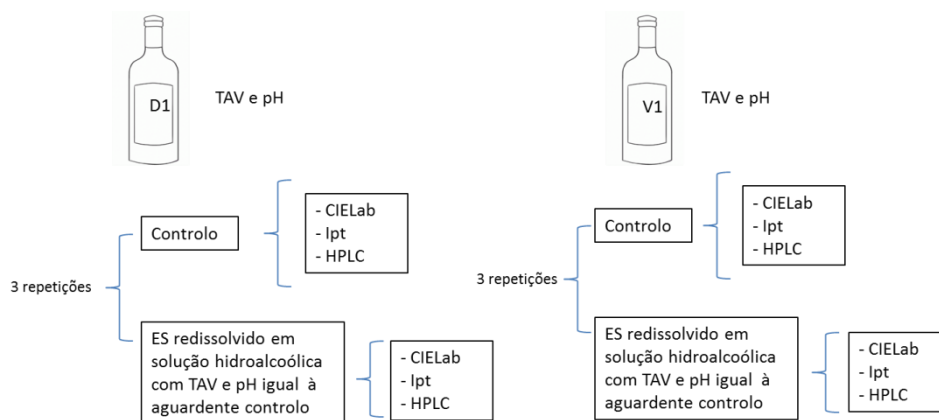 D1
TAV e pH
Controlo
- CIELab
- Ipt
- HPLC
3 repetições
ES redissolvido em
solução hidroalcoólica
com TAV e pH igual à
aguardente controlo
- CIELab
- Ipt
- HPLC
V1
TAV e pH
Controlo
- CIELab
- Ipt
- HPLC
3 repetições
ES redissolvido em
solução hidroalcoólica
com TAV e pH igual à
aguardente controlo
- CIELab
- Ipt
- HPLC